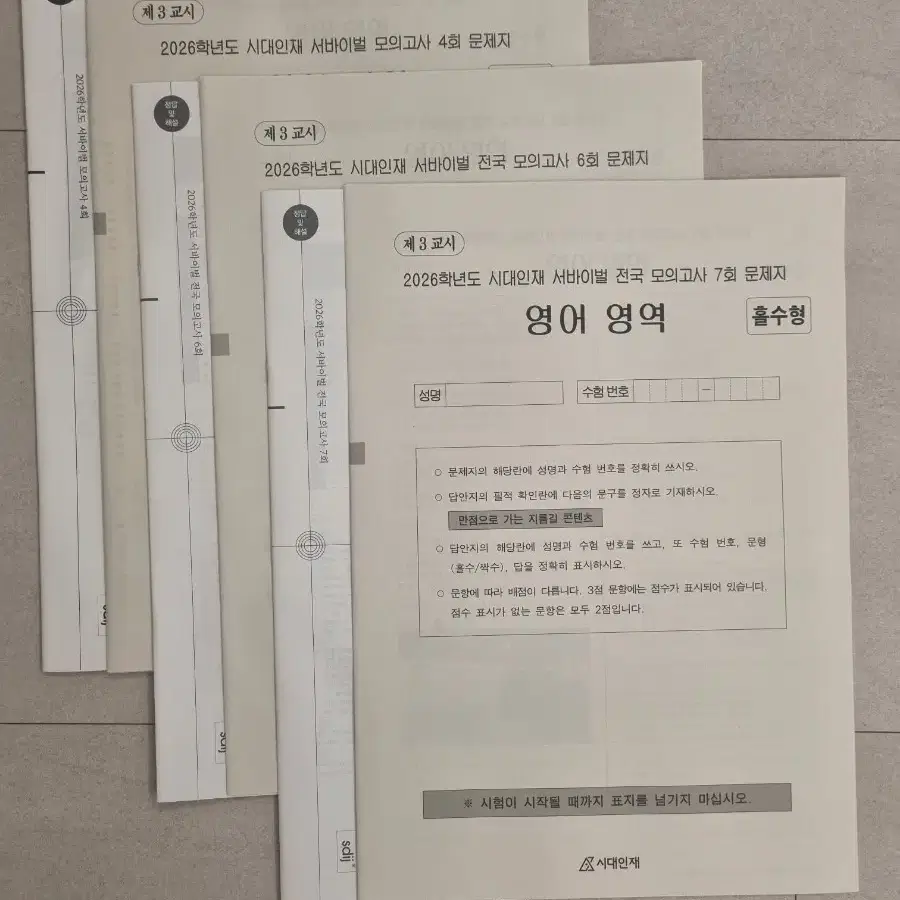 제 3 교시
2026학년도 시대인재 서바이벌 모의고사 4회 문제지
2026학년도 서바이벌 모의고사 4회
정답
및
해설
제 3 교시
2026학년도 시대인재 서바이벌 전국 모의고사 6회 문제지
2026학년도 서바이벌 전국 모의고사 6회
정답
및
해설
제 3 교시
2026학년도 시대인재 서바이벌 전국 모의고사 7회 문제지
영어 영역
홀수형
2026학년도 서바이벌 전국 모의고사 7회
성명
수험 번호 –
○ 문제지의 해당란에 성명과 수험 번호를 정확히 쓰시오.
○ 답안지의 필적 확인란에 다음의 문구를 정자로 기재하시오.
만점으로 가는 지름길 콘텐츠
○ 답안지의 해당란에 성명과 수험 번호를 쓰고, 또 수험 번호, 문형
(홀수/짝수), 답을 정확히 표시하시오.
○ 문항에 따라 배점이 다릅니다. 3점 문항에는 점수가 표시되어 있습니다.
점수 표시가 없는 문항은 모두 2점입니다.
※ 시험이 시작될 때까지 표지를 넘기지 마십시오.
sdij
시대인재